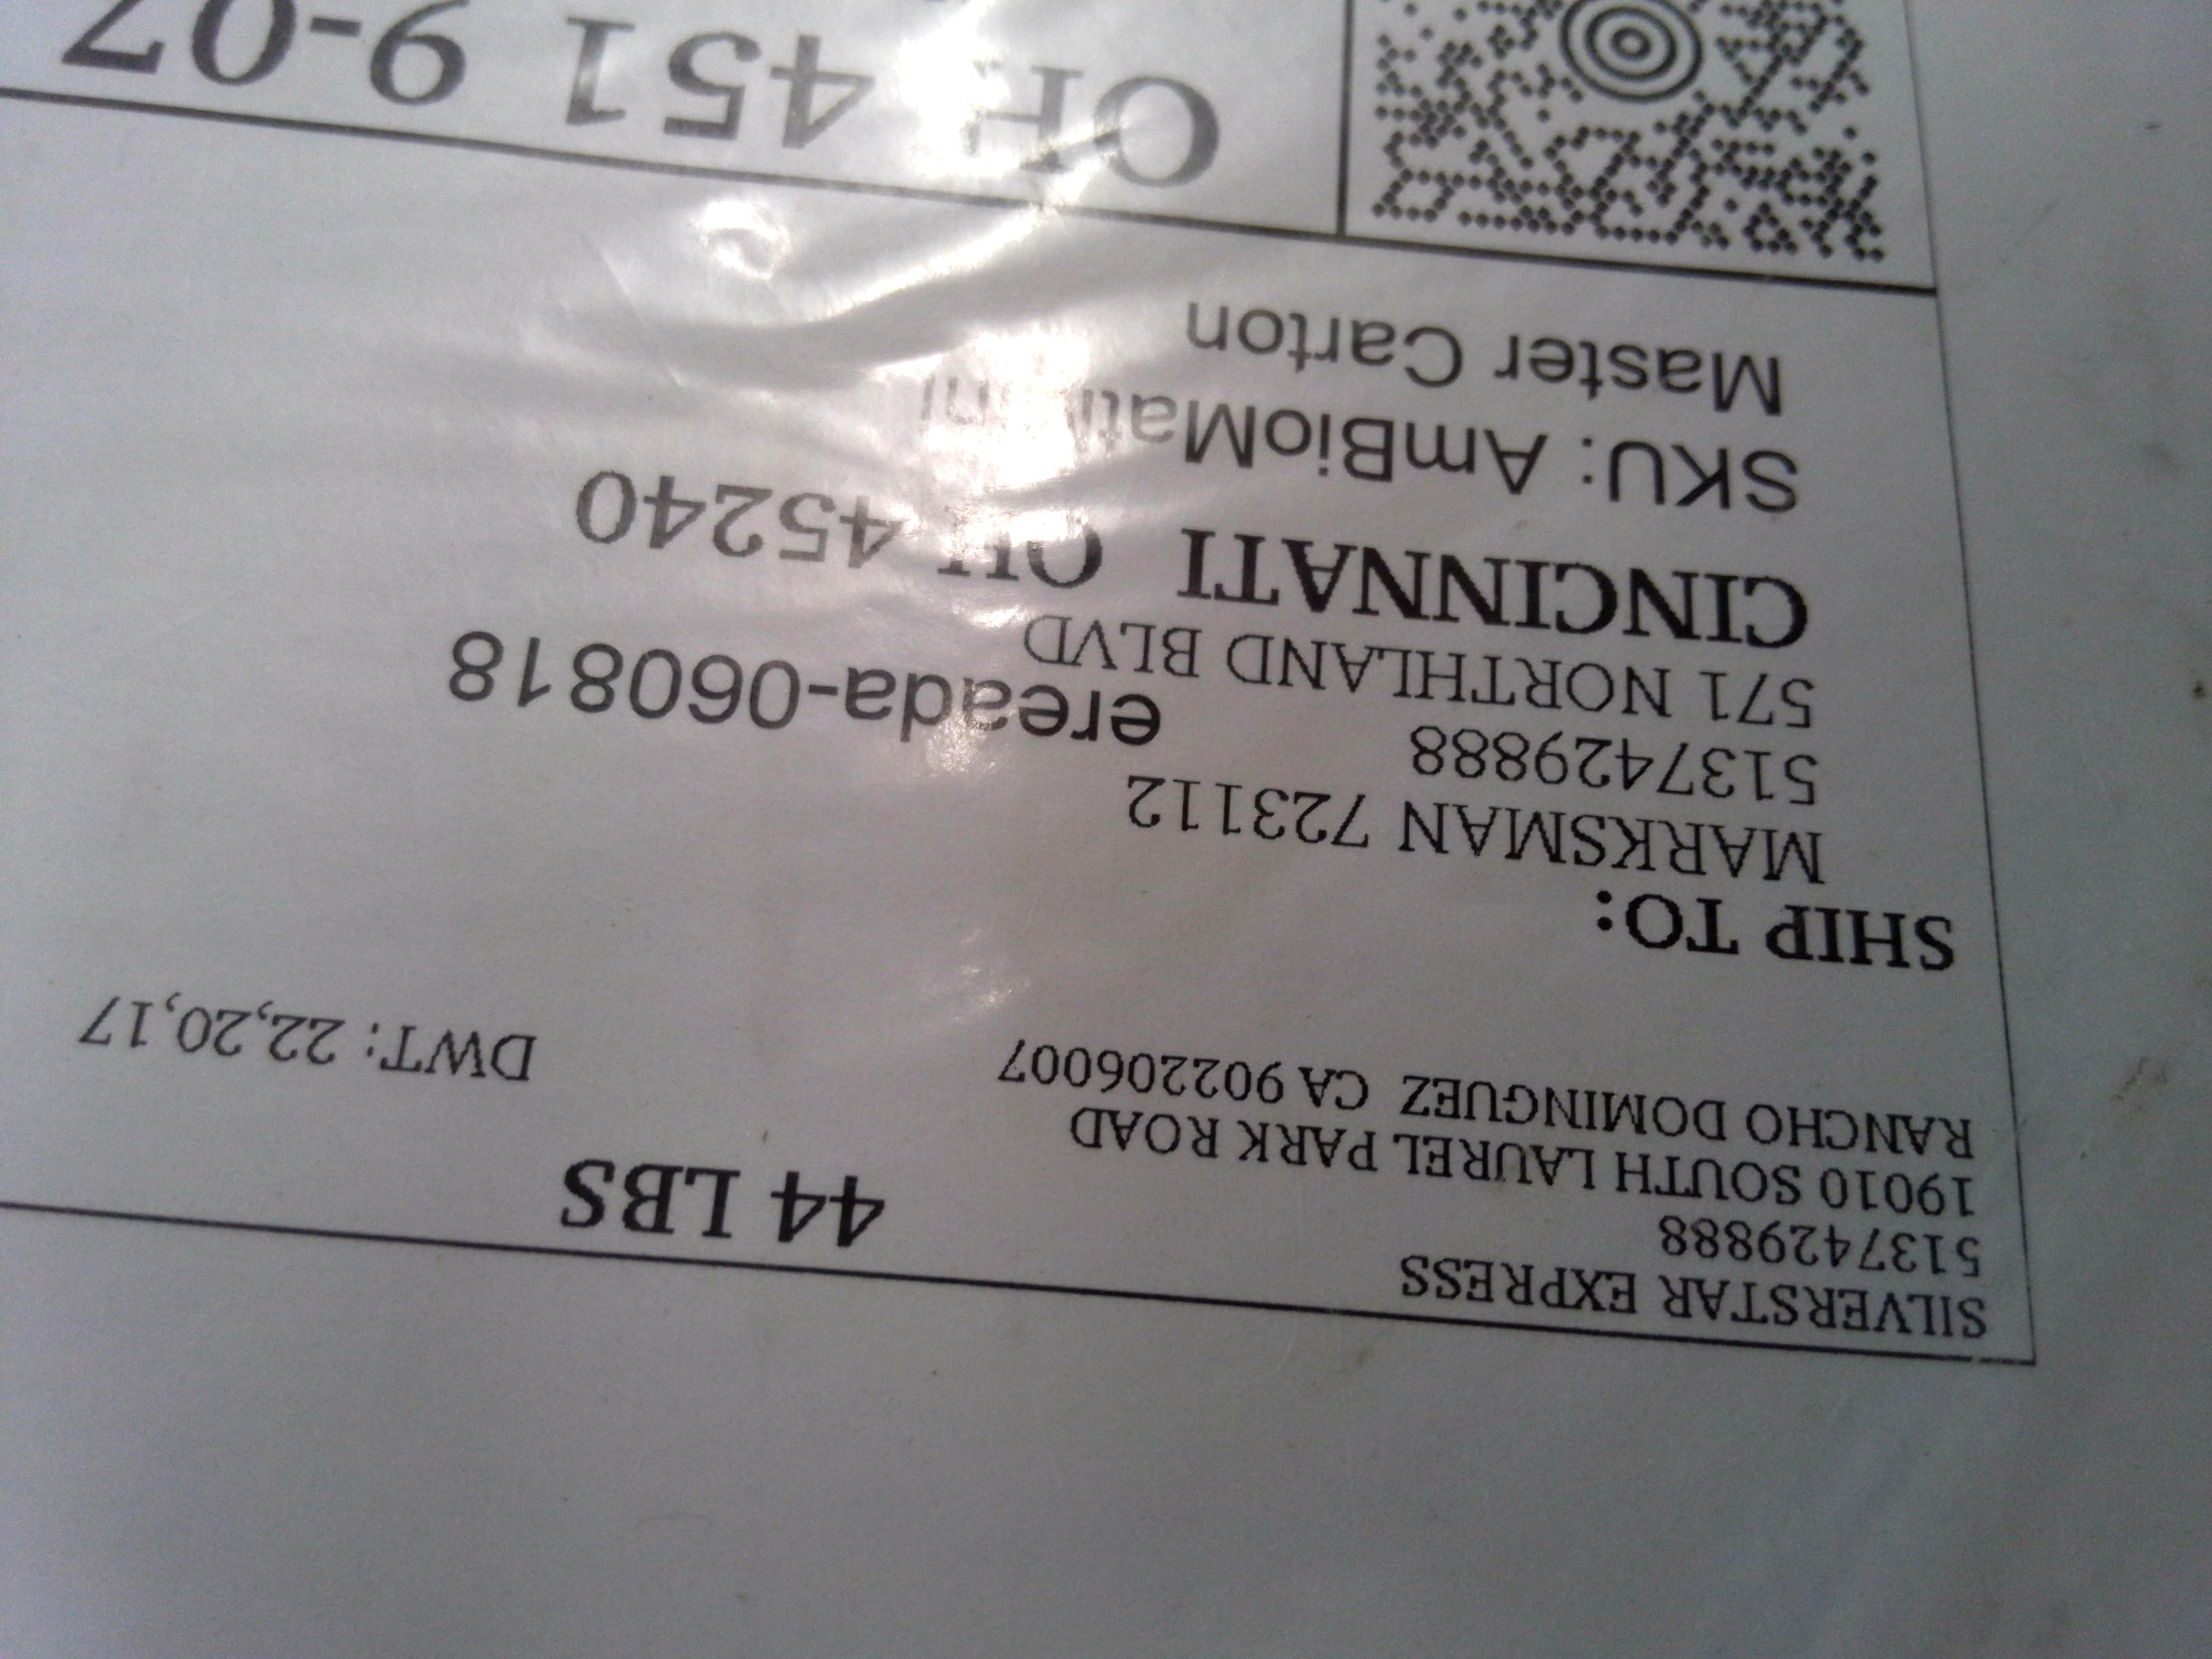 SILVERSTAR EXPRESS
5137429888
19010 SOUTH LAUREL PARK ROAD
RANCHO DOMINGUEZ CA 902206007
44 LBS
DWT: 22,20,17
SHIP TO:
MARKSMAN 723112
5137429888
ereada-060818
571 NORTHLAND BLVD
CINCINNATI OH 45240
SKU:
Master Carton
OH 451 9-07